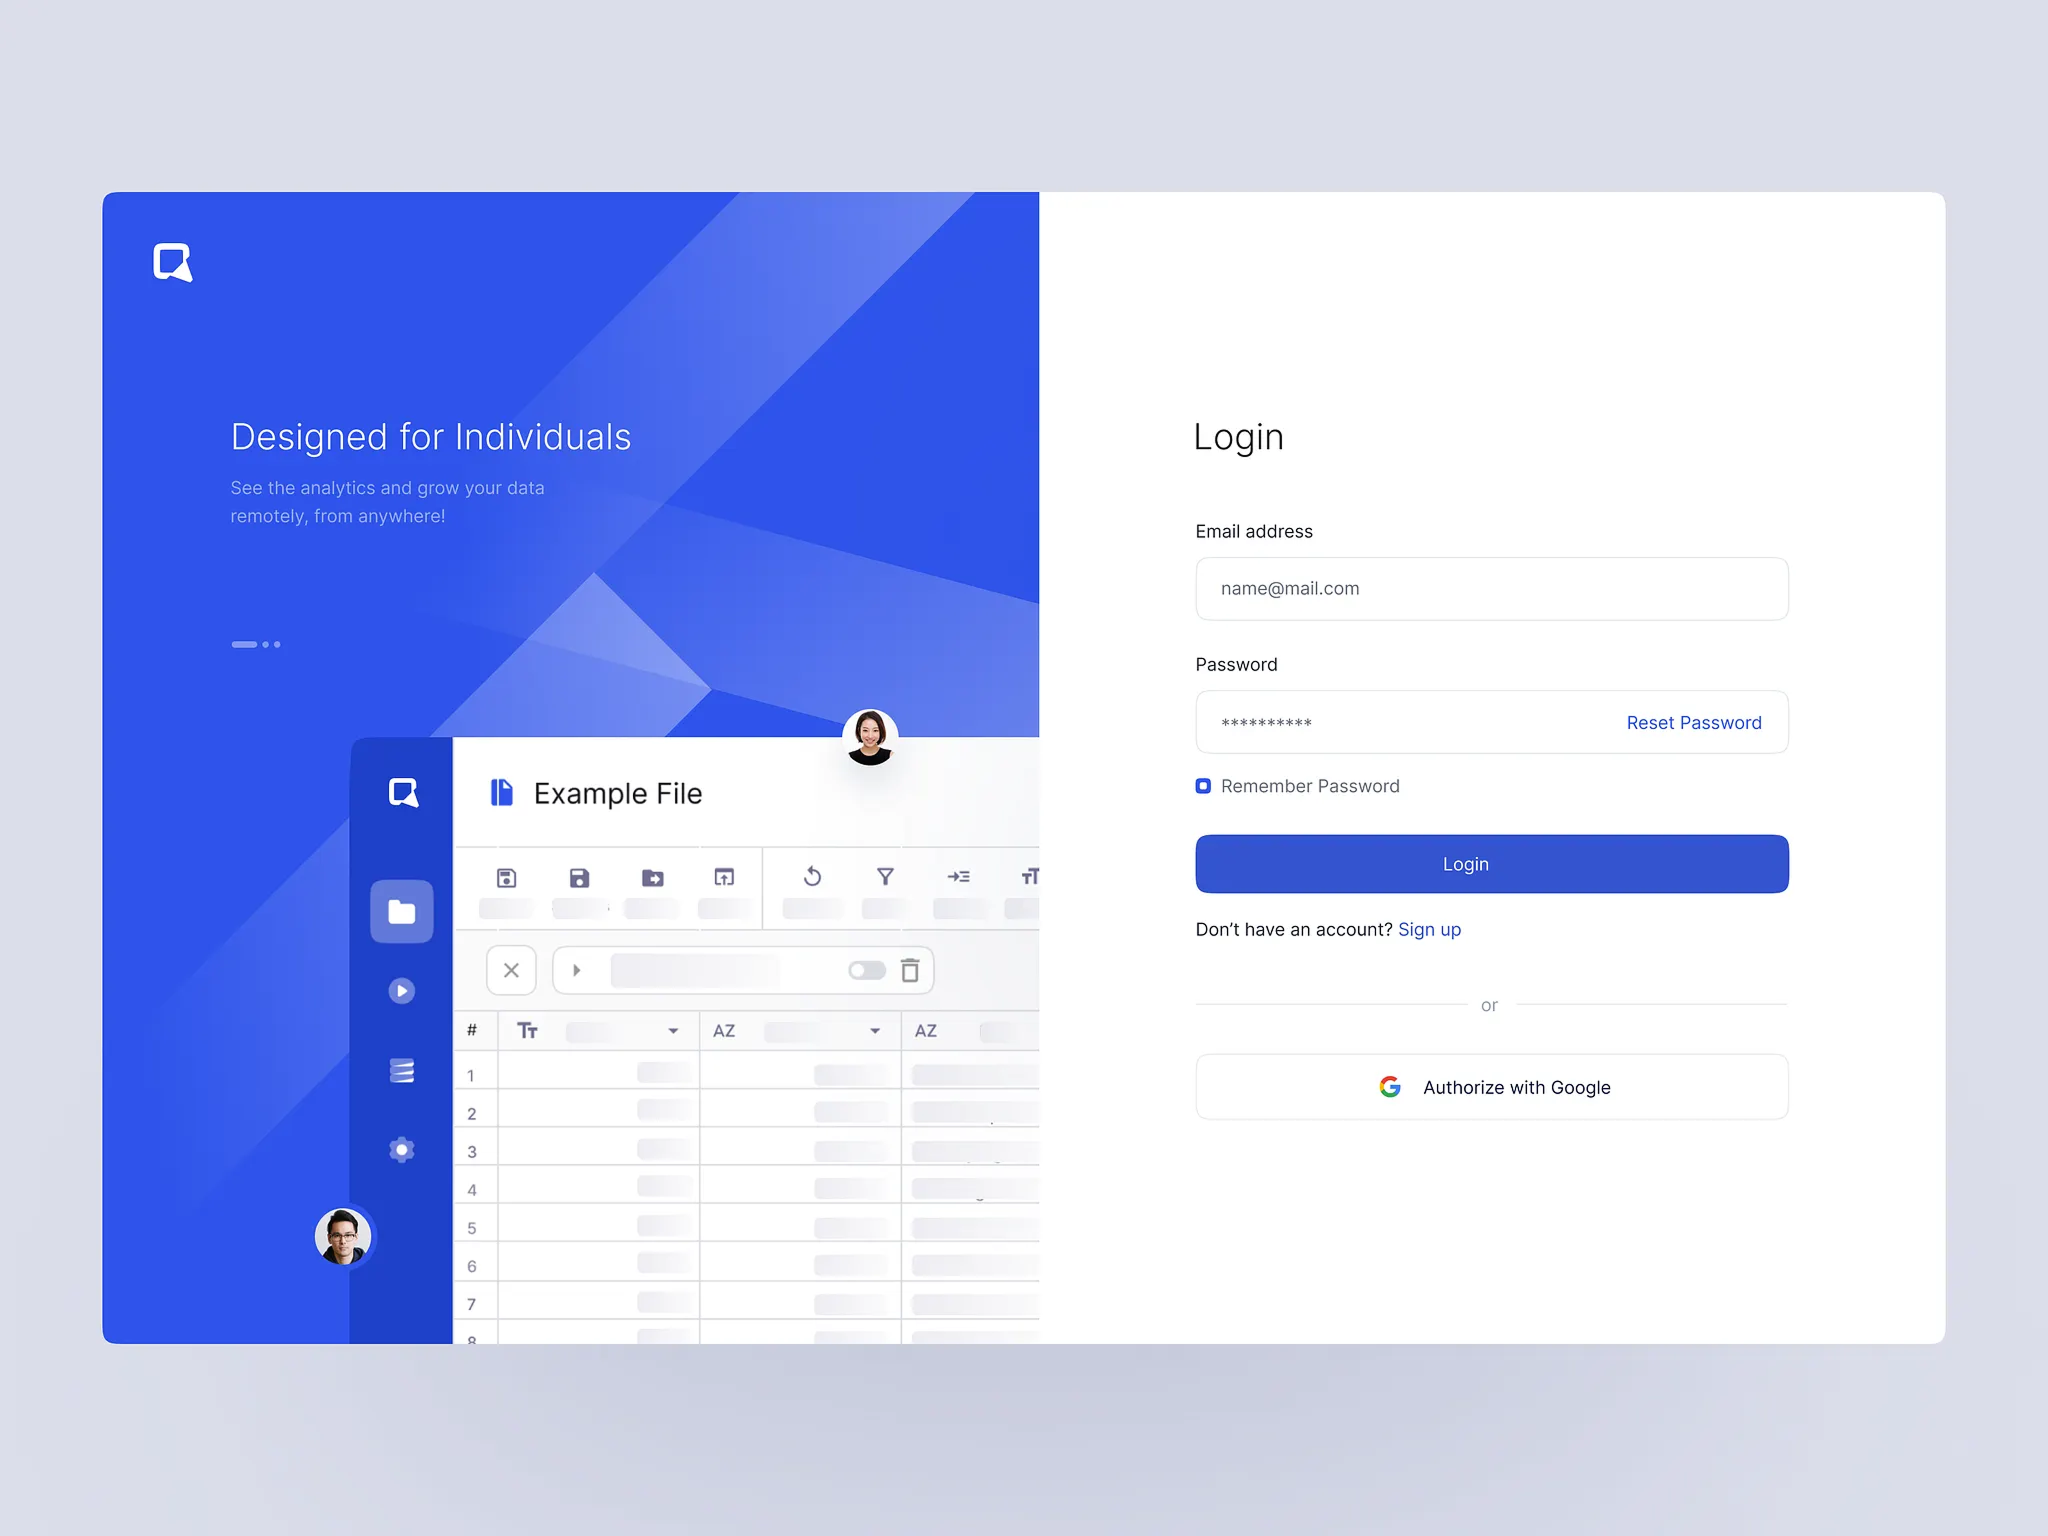 Designed for Individuals
See the analytics and grow your data
remotely, from anywhere!
Example File
# Tт AZ AZ
1
2
3
4
5
6
7
8
Login
Email address
name@mail.com
Password
********** Reset Password
Remember Password
Login
Don’t have an account? Sign up
or
Authorize with Google